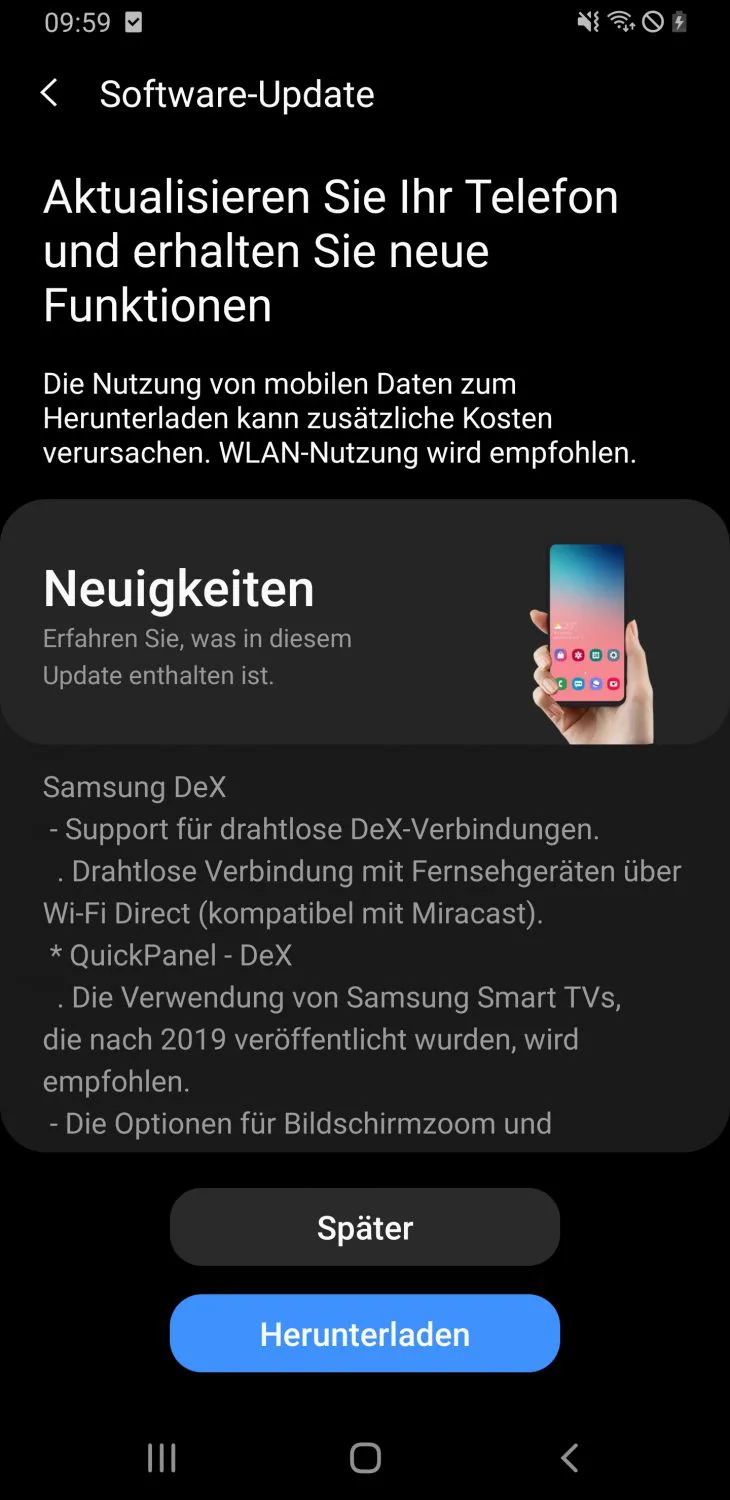 09:59
Software-Update
Aktualisieren Sie Ihr Telefon
und erhalten Sie neue
Funktionen
Die Nutzung von mobilen Daten zum
Herunterladen kann zusätzliche Kosten
verursachen. WLAN-Nutzung wird empfohlen.
Neuigkeiten
Erfahren Sie, was in diesem
Update enthalten ist.
Samsung DeX
- Support für drahtlose DeX-Verbindungen.
. Drahtlose Verbindung mit Fernsehgeräten über
Wi-Fi Direct (kompatibel mit Miracast).
* QuickPanel - DeX
. Die Verwendung von Samsung Smart TVs,
die nach 2019 veröffentlicht wurden, wird
empfohlen.
- Die Optionen für Bildschirmzoom und
Später
Herunterladen